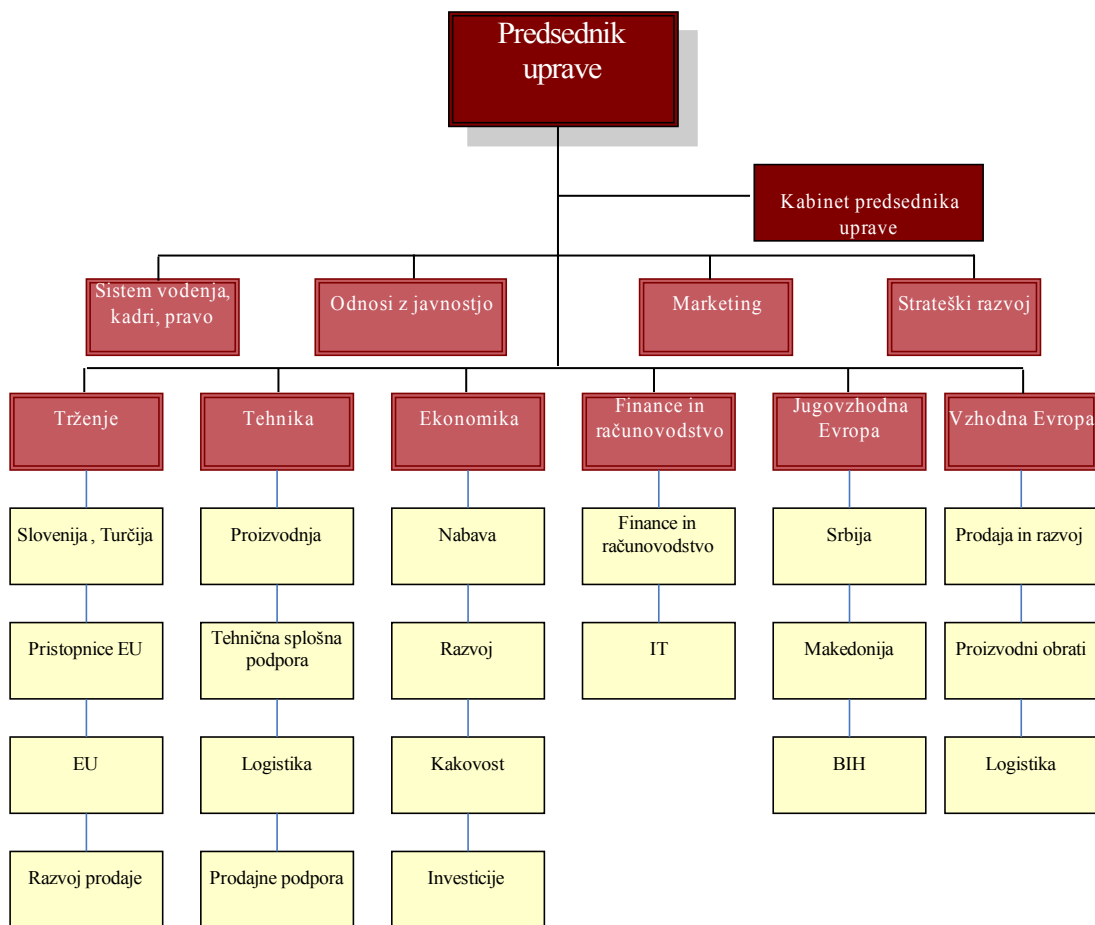 Predsednik
uprave
Kabinet predsednika
uprave
Sistem vodenja,
kadri, pravo
Odnosi z javnostjo
Marketing
Strateški razvoj
Trženje
Tehnika
Ekonomika
Finance in
računovodstvo
Jugovzhodna
Evropa
Vzhodna Evropa
Slovenija , Turčija
Proizvodnja
Nabava
Finance in
računovodstvo
Srbija
Prodaja in razvoj
Pristopnice EU
Tehnična splošna
podpora
Razvoj
IT
Makedonija
Proizvodni obrati
EU
Logistika
Kakovost
BIH
Logistika
Razvoj prodaje
Prodajne podpora
Investicije